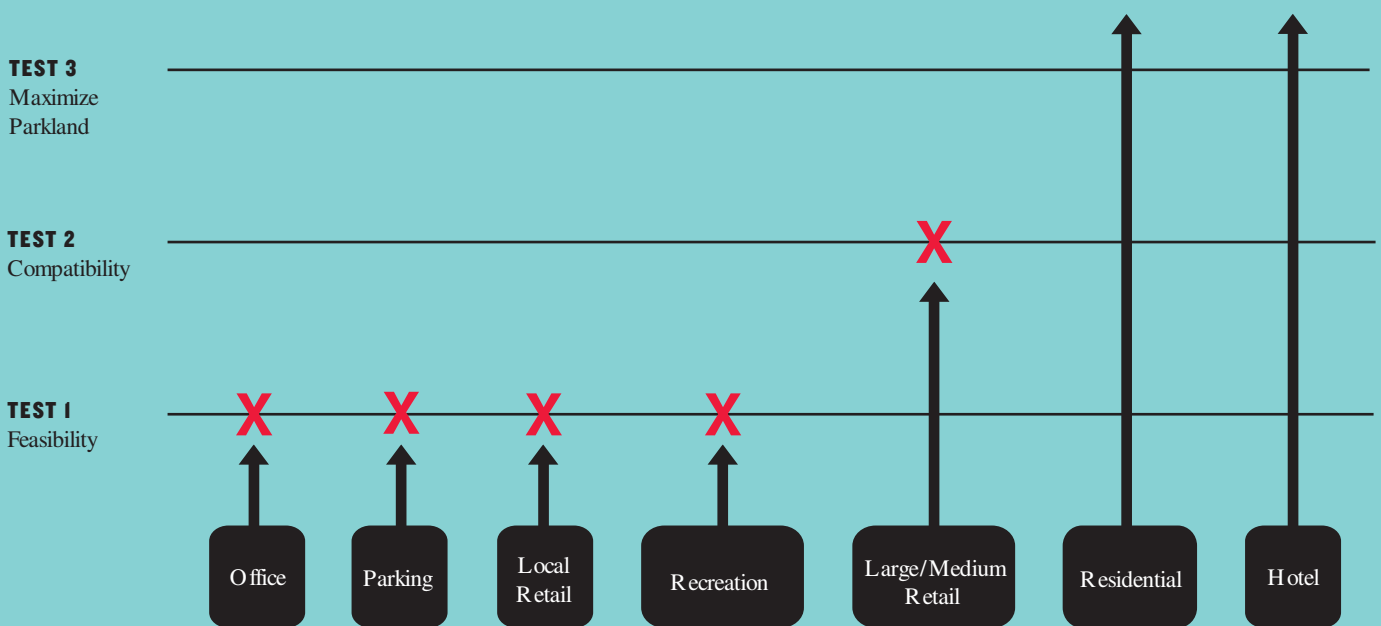 TEST 3
Maximize
Parkland
TEST 2
Compatibility
X
TEST 1
Feasibility
X
X
X
X
Office
Parking
Local
Retail
Recreation
Large/Medium
Retail
Residential
Hotel